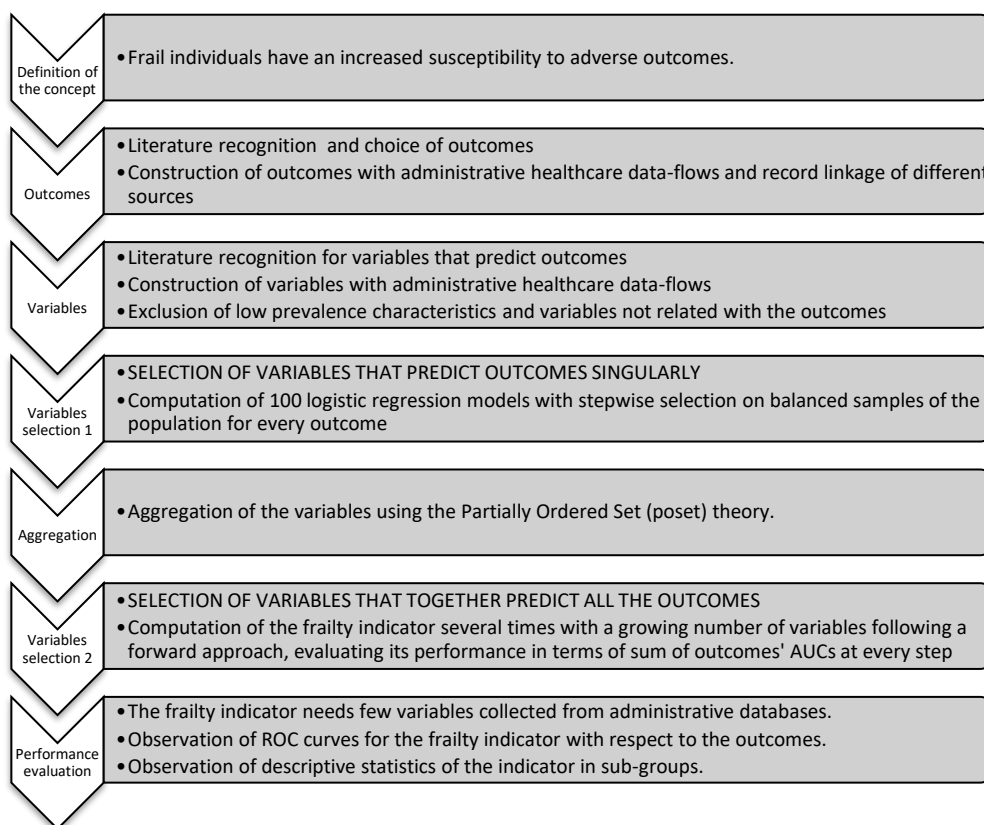 Definition of
the concept
•Frail individuals have an increased susceptibility to adverse outcomes.
Outcomes
•Literature recognition and choice of outcomes
•Construction of outcomes with administrative healthcare data-flows and record linkage of different
sources
Variables
•Literature recognition for variables that predict outcomes
•Construction of variables with administrative healthcare data-flows
•Exclusion of low prevalence characteristics and variables not related with the outcomes
Variables
selection 1
•SELECTION OF VARIABLES THAT PREDICT OUTCOMES SINGULARLY
•Computation of 100 logistic regression models with stepwise selection on balanced samples of the
population for every outcome
Aggregation
•Aggregation of the variables using the Partially Ordered Set (poset) theory.
Variables
selection 2
•SELECTION OF VARIABLES THAT TOGETHER PREDICT ALL THE OUTCOMES
•Computation of the frailty indicator several times with a growing number of variables following a
forward approach, evaluating its performance in terms of sum of outcomes' AUCs at every step
Performance
evaluation
•The frailty indicator needs few variables collected from administrative databases.
•Observation of ROC curves for the frailty indicator with respect to the outcomes.
•Observation of descriptive statistics of the indicator in sub-groups.